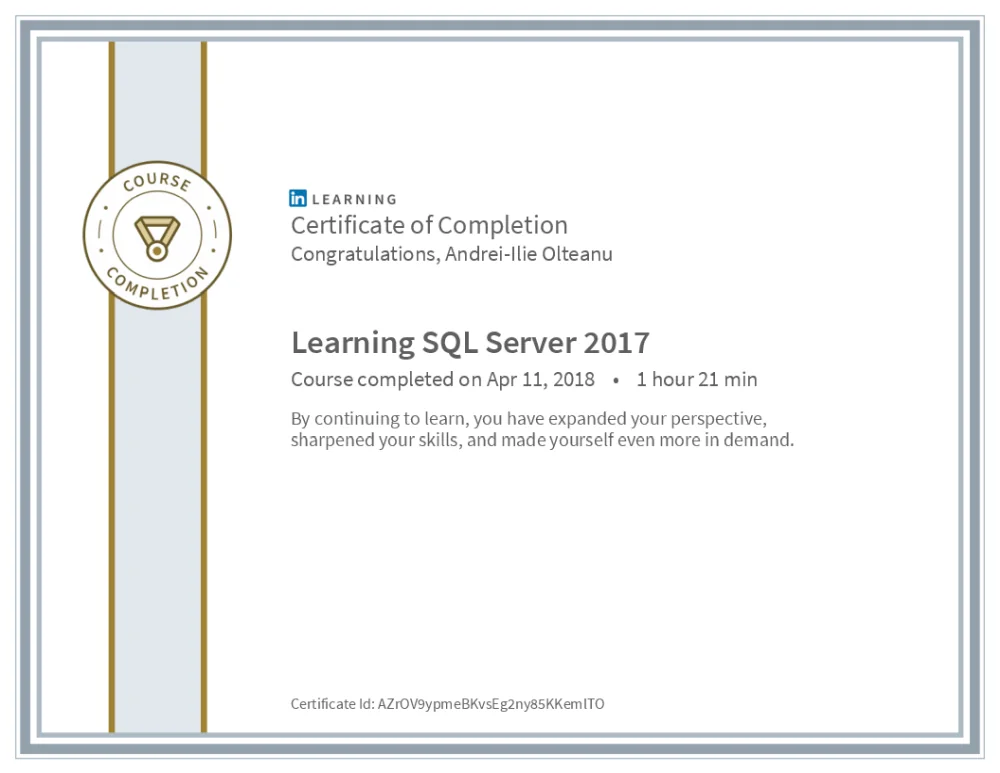 COURSE
COMPLETION
in LEARNING
Certificate of Completion
Congratulations, Andrei-Ilie Olteanu
Learning SQL Server 2017
Course completed on Apr 11, 2018 • 1 hour 21 min
By continuing to learn, you have expanded your perspective,
sharpened your skills, and made yourself even more in demand.
Certificate Id: AZrOV9ypmeBKvsEg2ny85KKemlTO